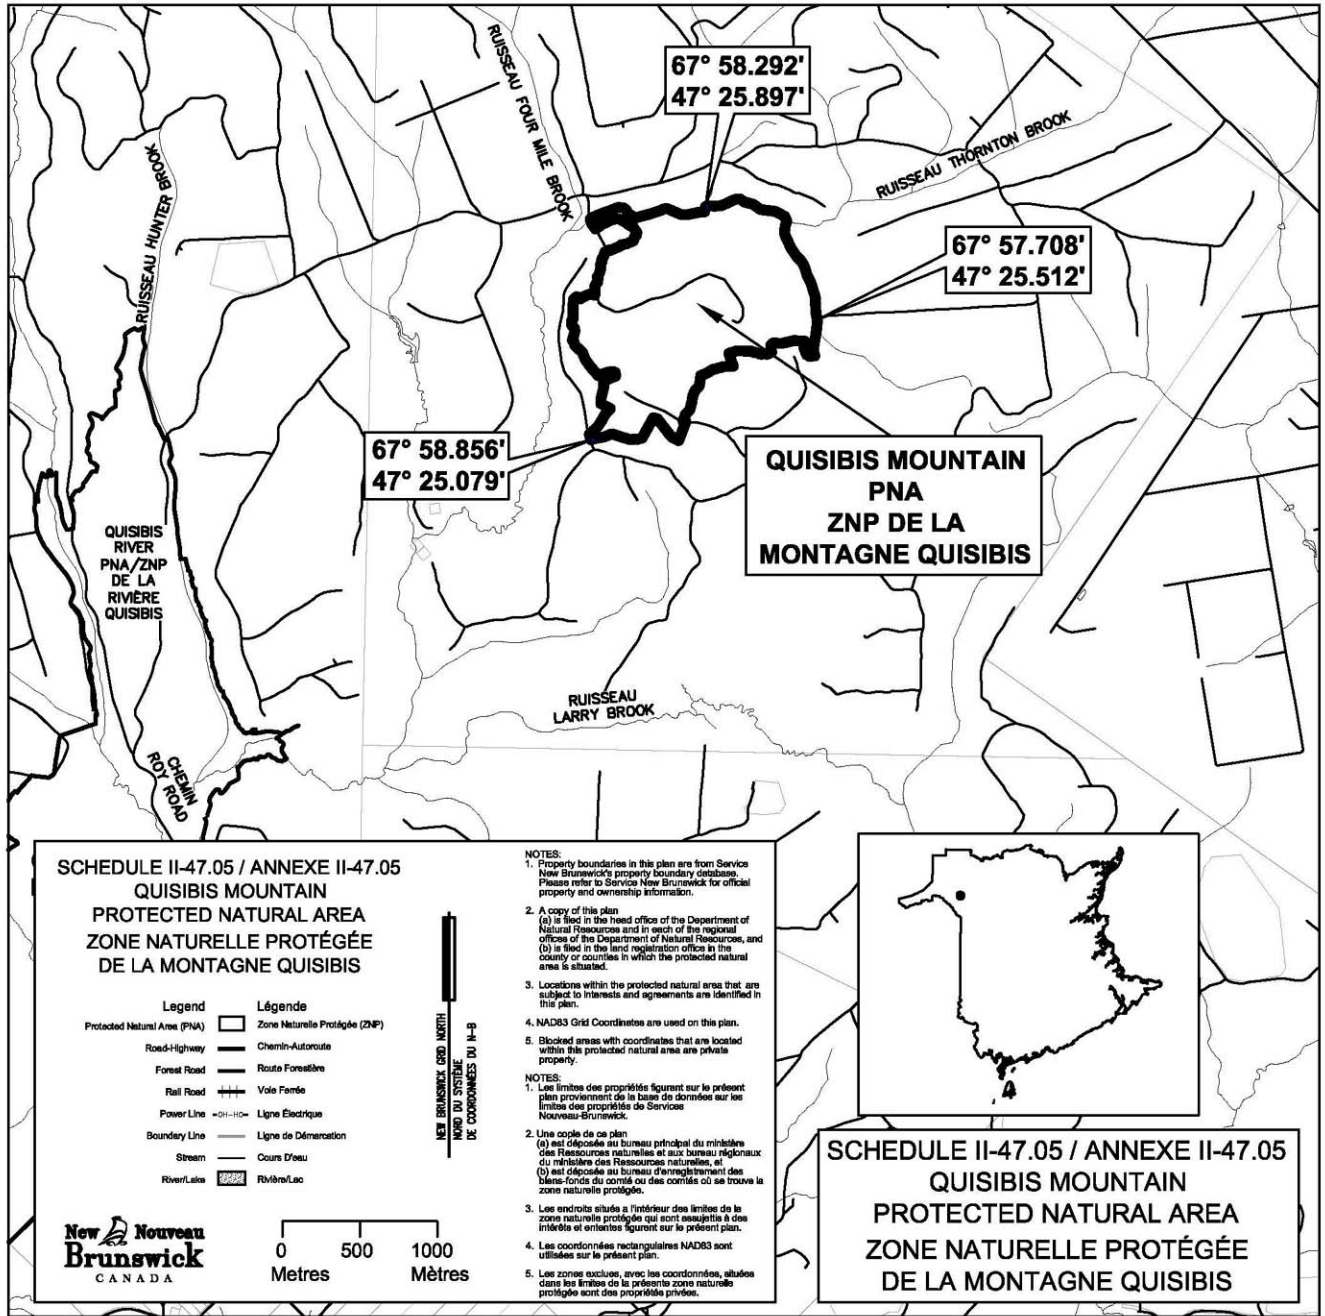 RUISSEAU FOUR MILE BROOK
67° 58.292'
47° 25.897'
RUISSEAU THORNTON BROOK
RUISSEAU HUNTER BROOK
67° 57.708'
47° 25.512'
67° 58.856'
47° 25.079'
QUISIBIS MOUNTAIN
PNA
ZNP DE LA
MONTAGNE QUISIBIS
QUISIBIS
RIVER
PNA/ZNP
DE LA
RIVIÈRE
QUISIBIS
RUISSEAU
LARRY BROOK
CHEMIN
ROY ROAD
SCHEDULE II-47.05 / ANNEXE II-47.05
QUISIBIS MOUNTAIN
PROTECTED NATURAL AREA
ZONE NATURELLE PROTÉGÉE
DE LA MONTAGNE QUISIBIS
Legend Légende
Protected Natural Area (PNA) Zone Naturelle Protégée (ZNP)
Road-Highway Chemin-Autoroute
Forest Road Route Forestière
Rail Road Voie Ferrée
Power Line -OH-HO- Ligne Électrique
Boundary Line Ligne de Démarcation
Stream Cours D'eau
River/Lake Rivière/Lac
NEW BRUNSWICK GRID NORTH
NORD DU SYSTÈME
DE COORDONNÉES DU N-B
New Nouveau
Brunswick
CANADA
0 500 1000
Metres Mètres
NOTES:
1. Property boundaries in this plan are from Service
New Brunswick's property boundary database.
Please refer to Service New Brunswick for official
property and ownership information.
2. A copy of this plan
(a) is filed in the head office of the Department of
Natural Resources and in each of the regional
offices of the Department of Natural Resources, and
(b) is filed in the land registration office in the
county or counties in which the protected natural
area is situated.
3. Locations within the protected natural area that are
subject to interests and agreements are identified in
this plan.
4. NAD83 Grid Coordinates are used on this plan.
5. Blocked areas with coordinates that are located
within this protected natural area are private
property.
NOTES:
1. Les limites des propriétés figurant sur le présent
plan proviennent de la base de données sur les
limites des propriétés de Services
Nouveau-Brunswick.
2. Une copie de ce plan
(a) est déposée au bureau principal du ministère
des Ressources naturelles et aux bureau régionaux
du ministère des Ressources naturelles, et
(b) est déposée au bureau d'enregistrement des
biens-fonds du comté ou des comtés où se trouve la
zone naturelle protégée.
3. Les endroits situés a l'intérieur des limites de la
zone naturelle protégée qui sont assujettis à des
intérêts et ententes figurent sur le présent plan.
4. Les coordonnées rectangulaires NAD83 sont
utilisées sur le présent plan.
5. Les zones exclues, avec les coordonnées, situées
dans les limites de la présente zone naturelle
protégée sont des propriétés privées.
SCHEDULE II-47.05 / ANNEXE II-47.05
QUISIBIS MOUNTAIN
PROTECTED NATURAL AREA
ZONE NATURELLE PROTÉGÉE
DE LA MONTAGNE QUISIBIS